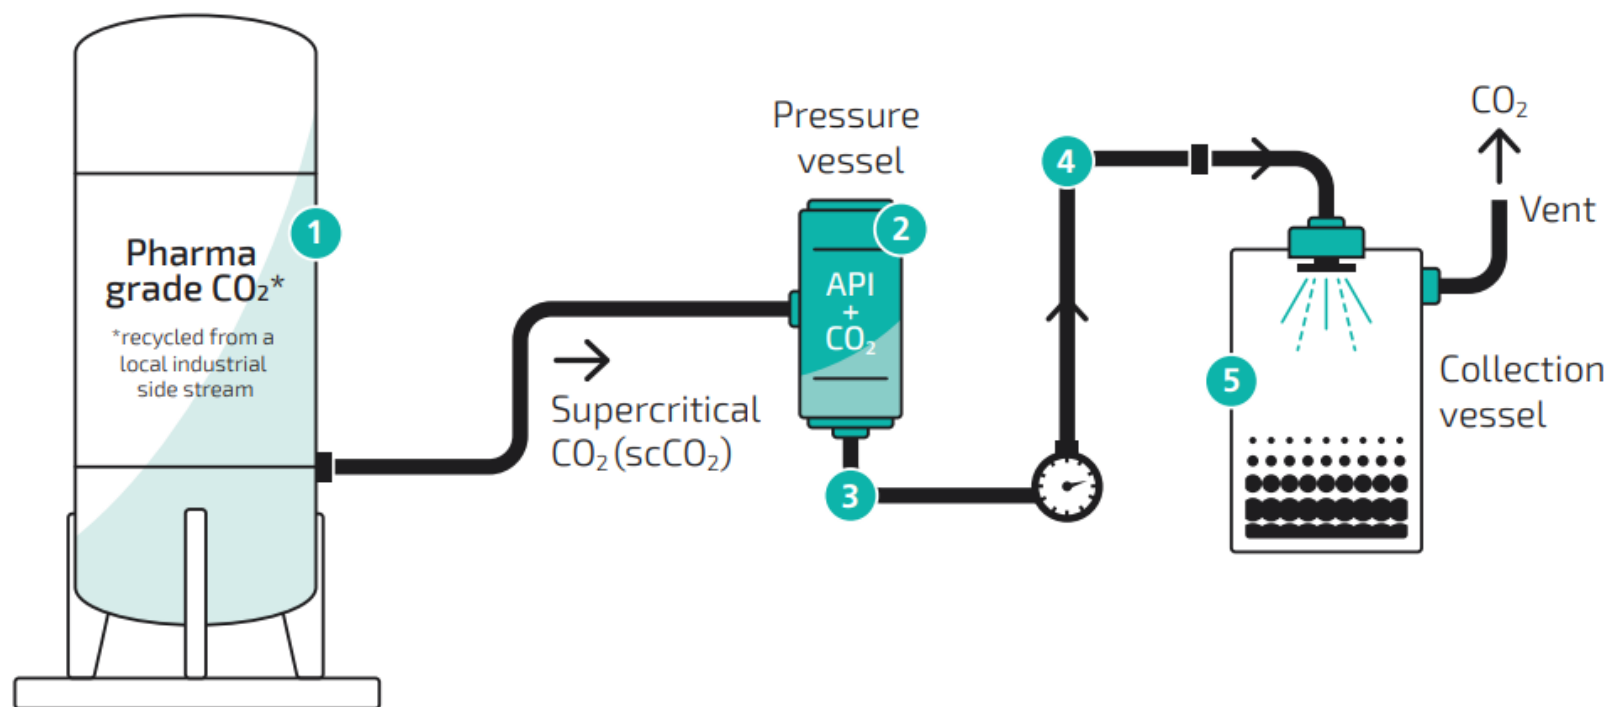 Pharma
grade CO₂*
*recycled from a
local industrial
side stream
1
Supercritical
CO₂ (scCO₂)
Pressure
vessel
2
API
+
CO₂
3
4
CO₂
Vent
5
Collection
vessel